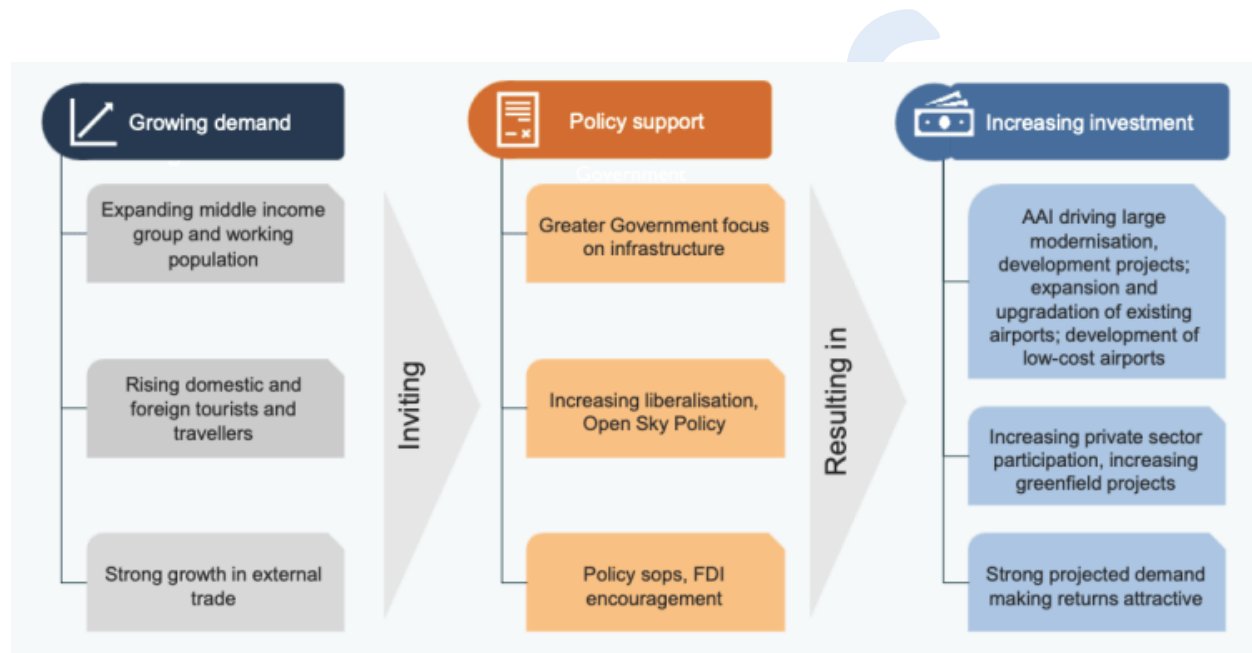 Growing demand
Expanding middle income
group and working
population
Rising domestic and
foreign tourists and
travellers
Strong growth in external
trade
Inviting
Policy support
Government
Greater Government focus
on infrastructure
Increasing liberalisation,
Open Sky Policy
Policy sops, FDI
encouragement
Resulting in
Increasing investment
AAI driving large
modernisation,
development projects;
expansion and
upgradation of existing
airports; development of
low-cost airports
Increasing private sector
participation, increasing
greenfield projects
Strong projected demand
making returns attractive